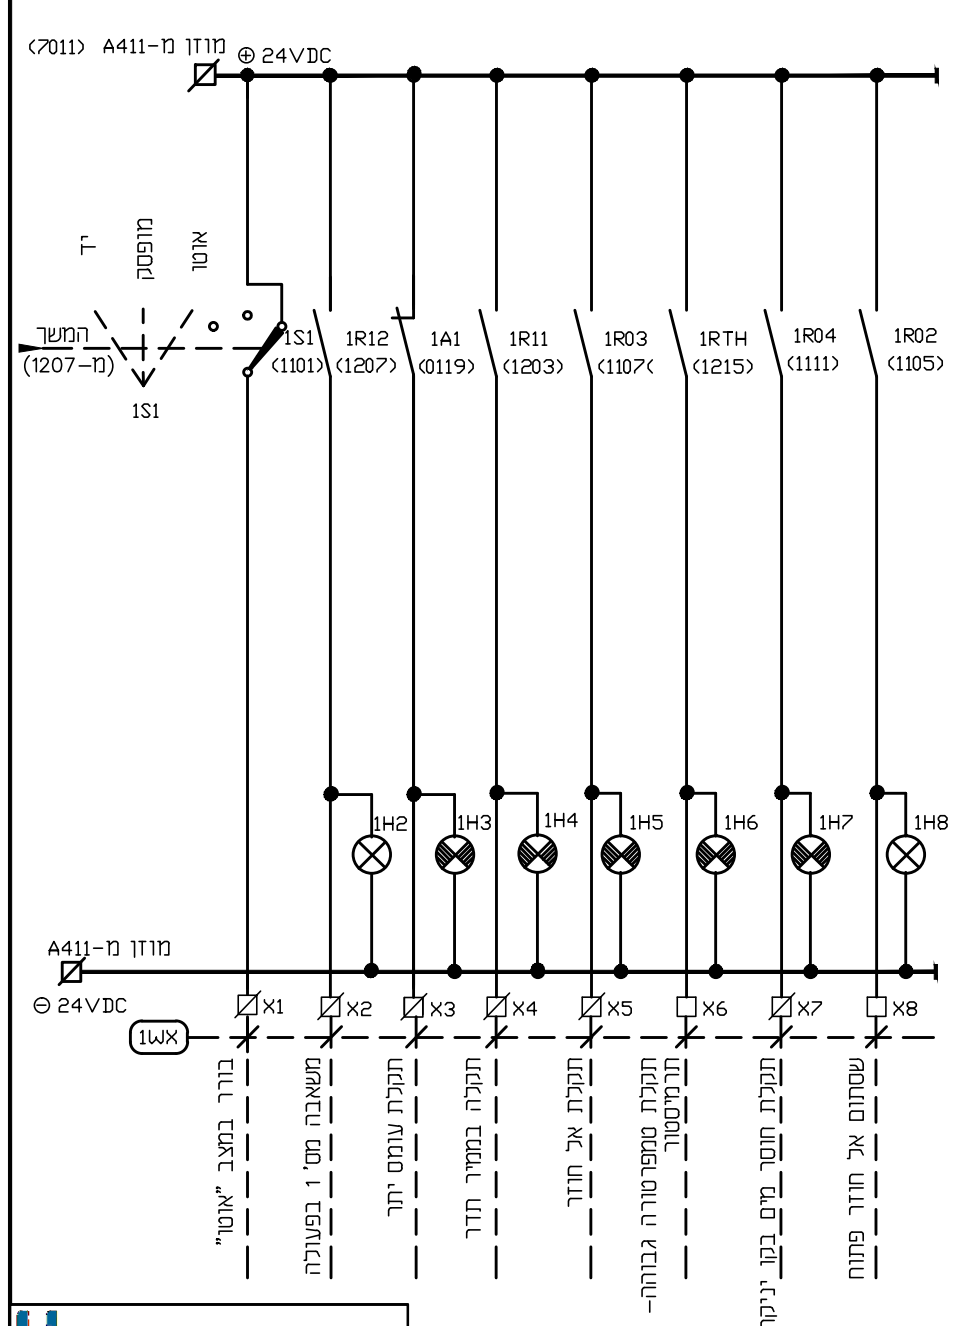 (7011) מוזן מ-A411
⊕ 24VDC
יד
מופסק
אוטו
המשך
(מ-1207)
1S1
1S1
(1101)
1R12
(1207)
1A1
(0119)
1R11
(1203)
1R03
(1107(
1RTH
(1215)
1R04
(1111)
1R02
(1105)
1H2
1H3
1H4
1H5
1H6
1H7
1H8
מוזן מ-A411
⊖ 24VDC
X1
X2
X3
X4
X5
X6
X7
X8
1WX
בורר במצב "אוטו"
משאבה מס' 1 בפעולה
תקלת עומס יתר
תקלה בממיר תדר
תקלת אל חוזר
תקלת טמפרטורה גבוהה-
תרמיסטור
תקלת חוסר מים בקו יניקה
שסתום אל חוזר פתוח